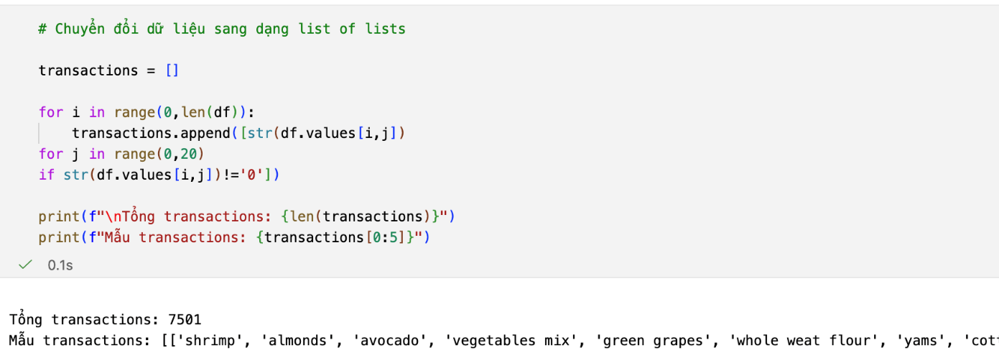 # Chuyển đổi dữ liệu sang dạng list of lists
transactions = []
for i in range(0,len(df)):
transactions.append([str(df.values[i,j])
for j in range(0,20)
if str(df.values[i,j])!='0'])
print(f"\nTổng transactions: {len(transactions)}")
print(f"Mẫu transactions: {transactions[0:5]}")
0.1s
Tổng transactions: 7501
Mẫu transactions: [['shrimp', 'almonds', 'avocado', 'vegetables mix', 'green grapes', 'whole weat flour', 'yams', 'cott